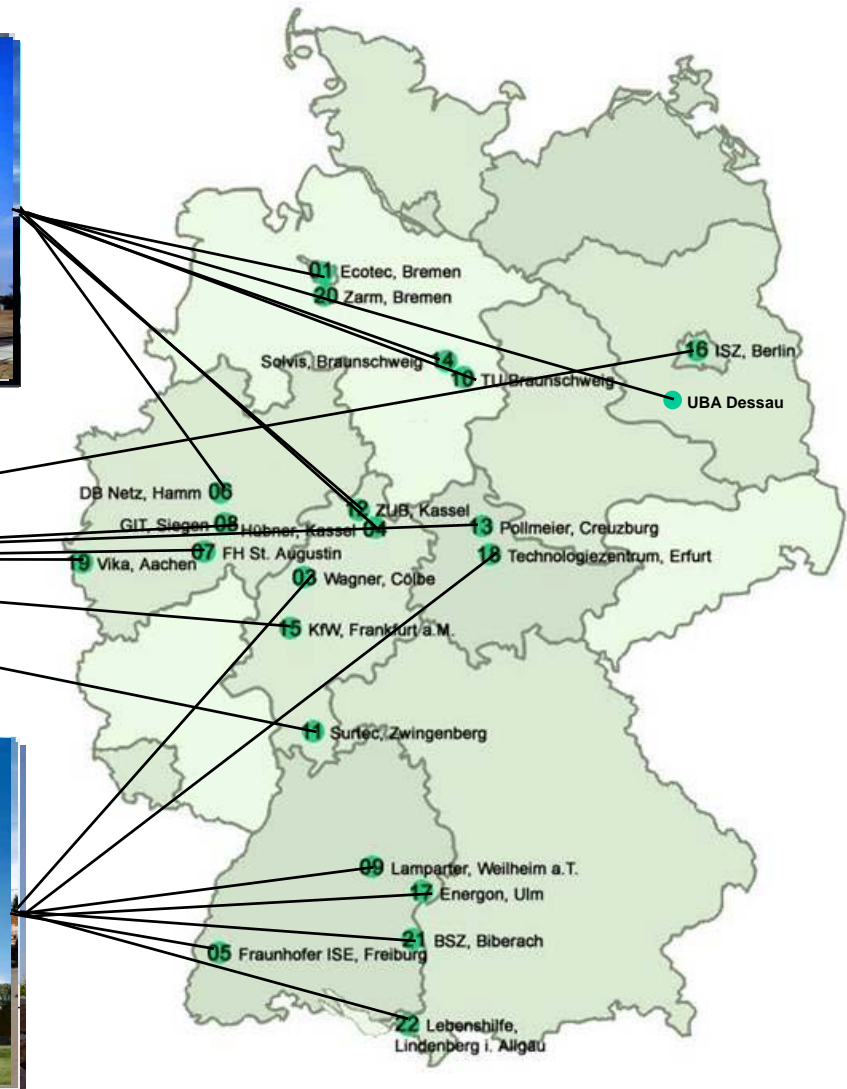 01 Ecotec, Bremen
20 Zarm, Bremen
Solvis, Braunschweig 14
16 ISZ, Berlin
10 TU Braunschweig
UBA Dessau
DB Netz, Hamm 06
12 ZUB, Kassel
GIT, Siegen 08
Hübner, Kassel 04
13 Pollmeier, Creuzburg
07 FH St. Augustin
18 Technologiezentrum, Erfurt
19 Vika, Aachen
03 Wagner, Cölbe
15 KfW, Frankfurt a.M.
11 Surtec, Zwingenberg
09 Lamparter, Weilheim a.T.
17 Energon, Ulm
21 BSZ, Biberach
05 Fraunhofer ISE, Freiburg
22 Lebenshilfe,
Lindenberg i. Allgäu